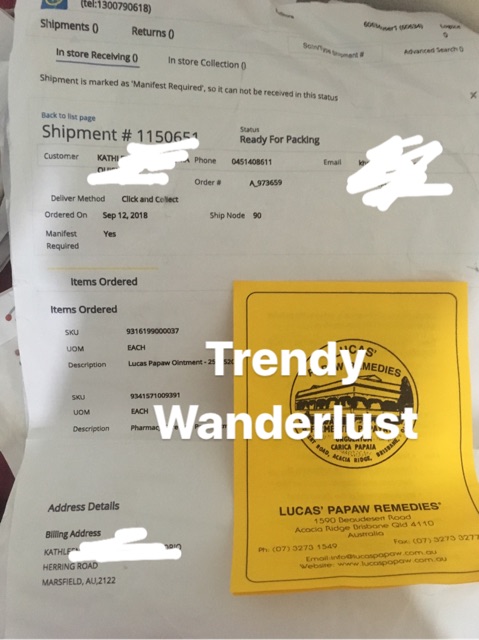 (tel:1300790618)
Shipments ()
Returns ()
In store Receiving ()
In store Collection ()
Advanced Search ()
Shipment is marked as 'Manifest Required', so it can not be received in this status
Back to list page
Shipment # 1150651
Status
Ready For Packing
Customer
Phone 0451408611
Email
Order # A_973659
Deliver Method Click and Collect
Ordered On Sep 12, 2018
Ship Node 90
Manifest Required Yes
Items Ordered
Items Ordered
SKU 9316199000037
UOM EACH
Description Lucas Papaw Ointment - 25
SKU 9341571009391
UOM EACH
Description
Trendy
Wanderlust
LUCAS'
PAPAW REMEDIES
CARICA PAPAIA
ROAD, ACACIA RIDGE,
LUCAS' PAPAW REMEDIES
1590 Beaudesert Road
Acacia Ridge Brisbane Qld 4110
Australia
Ph: (07) 3273 1549
Fax: (07) 3273 3277
Email:info@lucaspapaw.com.au
Website: www.lucaspapaw.com.au
Address Details
Billing Address
HERRING ROAD
MARSFIELD, AU,2122